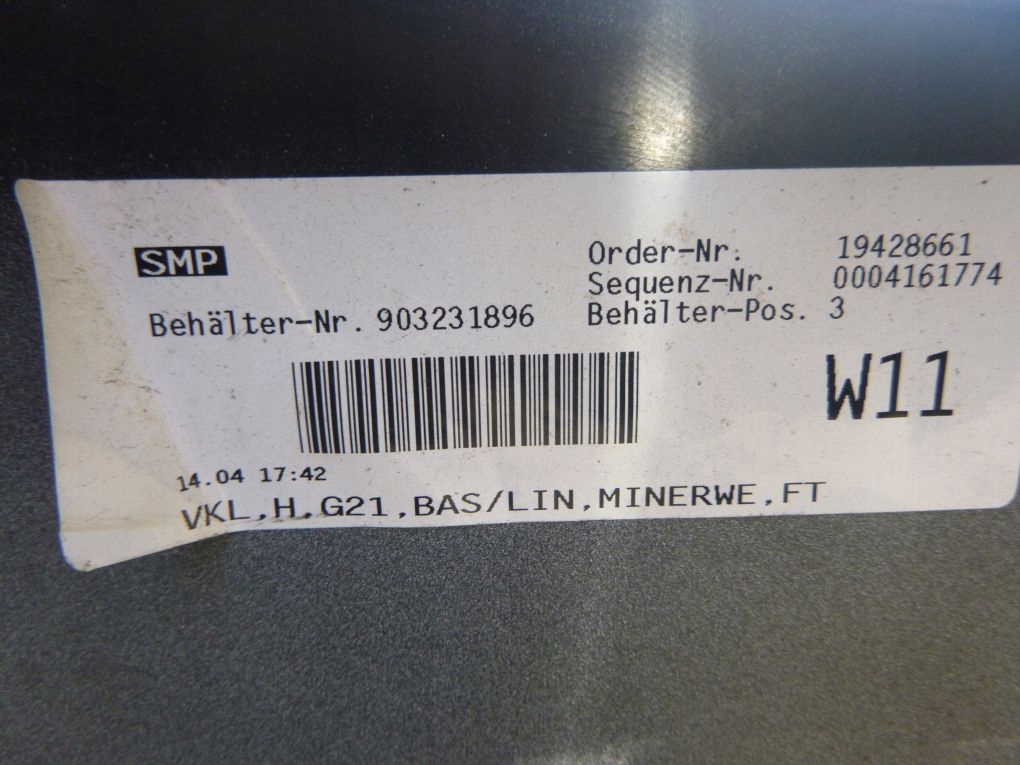 SMP
Order-Nr. 19428661
Sequenz-Nr. 0004161774
Behälter-Nr. 903231896 Behälter-Pos. 3
W11
14.04 17:42
VKL,H,G21,BAS/LIN,MINERWE,FT